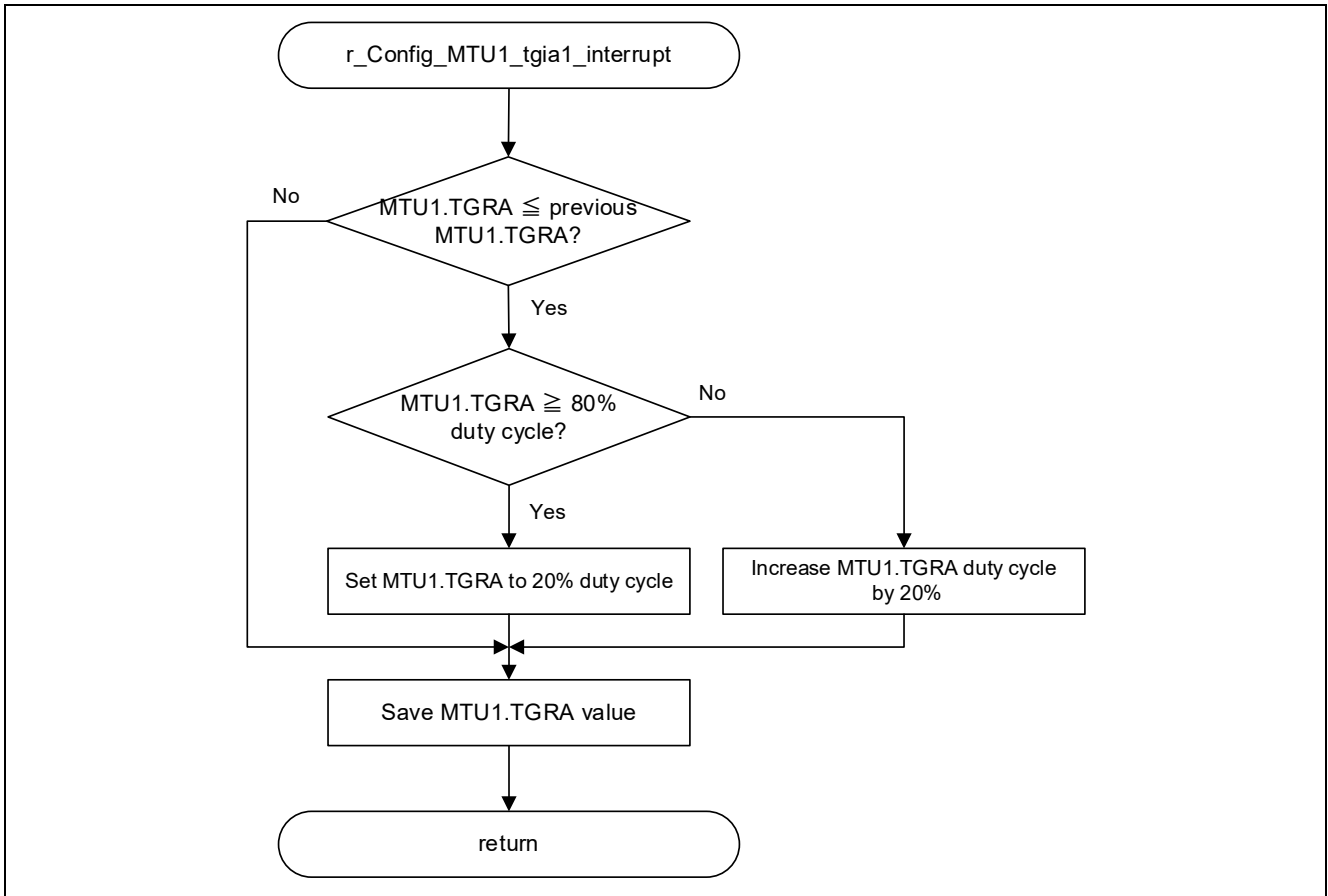 r_Config_MTU1_tgia1_interrupt
No
MTU1.TGRA ≦ previous
MTU1.TGRA?
Yes
No
MTU1.TGRA ≧ 80%
duty cycle?
Yes
Set MTU1.TGRA to 20% duty cycle
Increase MTU1.TGRA duty cycle
by 20%
Save MTU1.TGRA value
return